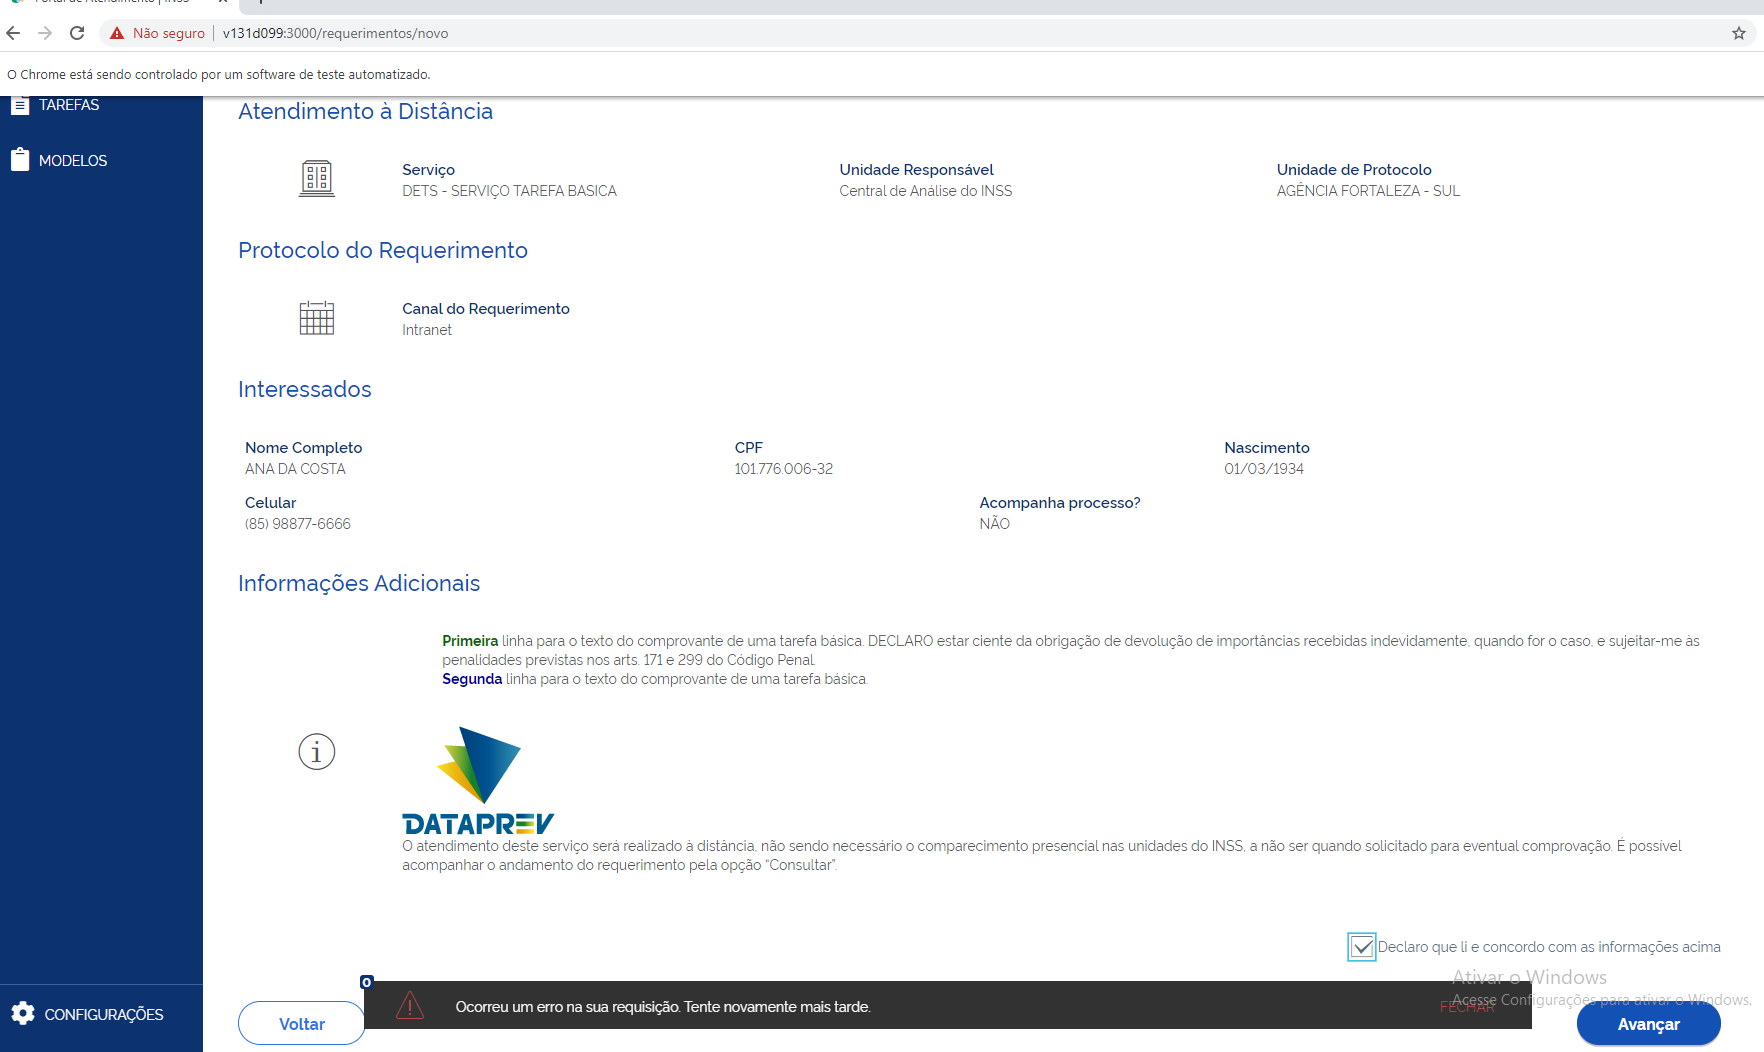 Portal de Atendimento | INSS
Não seguro | v131d099:3000/requerimentos/novo
O Chrome está sendo controlado por um software de teste automatizado.
TAREFAS
MODELOS
CONFIGURAÇÕES
Atendimento à Distância
Serviço
DETS - SERVIÇO TAREFA BASICA
Unidade Responsável
Central de Análise do INSS
Unidade de Protocolo
AGÊNCIA FORTALEZA - SUL
Protocolo do Requerimento
Canal do Requerimento
Intranet
Interessados
Nome Completo
ANA DA COSTA
CPF
101.776.006-32
Nascimento
01/03/1934
Celular
(85) 98877-6666
Acompanha processo?
NÃO
Informações Adicionais
Primeira linha para o texto do comprovante de uma tarefa básica. DECLARO estar ciente da obrigação de devolução de importâncias recebidas indevidamente, quando for o caso, e sujeitar-me às
penalidades previstas nos arts. 171 e 299 do Código Penal.
Segunda linha para o texto do comprovante de uma tarefa básica.
DATAPREV
O atendimento deste serviço será realizado à distância, não sendo necessário o comparecimento presencial nas unidades do INSS, a não ser quando solicitado para eventual comprovação. É possível
acompanhar o andamento do requerimento pela opção “Consultar”.
Declaro que li e concordo com as informações acima
Ativar o Windows
Acesse Configurações para ativar o Windows.
0
Ocorreu um erro na sua requisição. Tente novamente mais tarde.
FECHAR
Voltar
Avançar